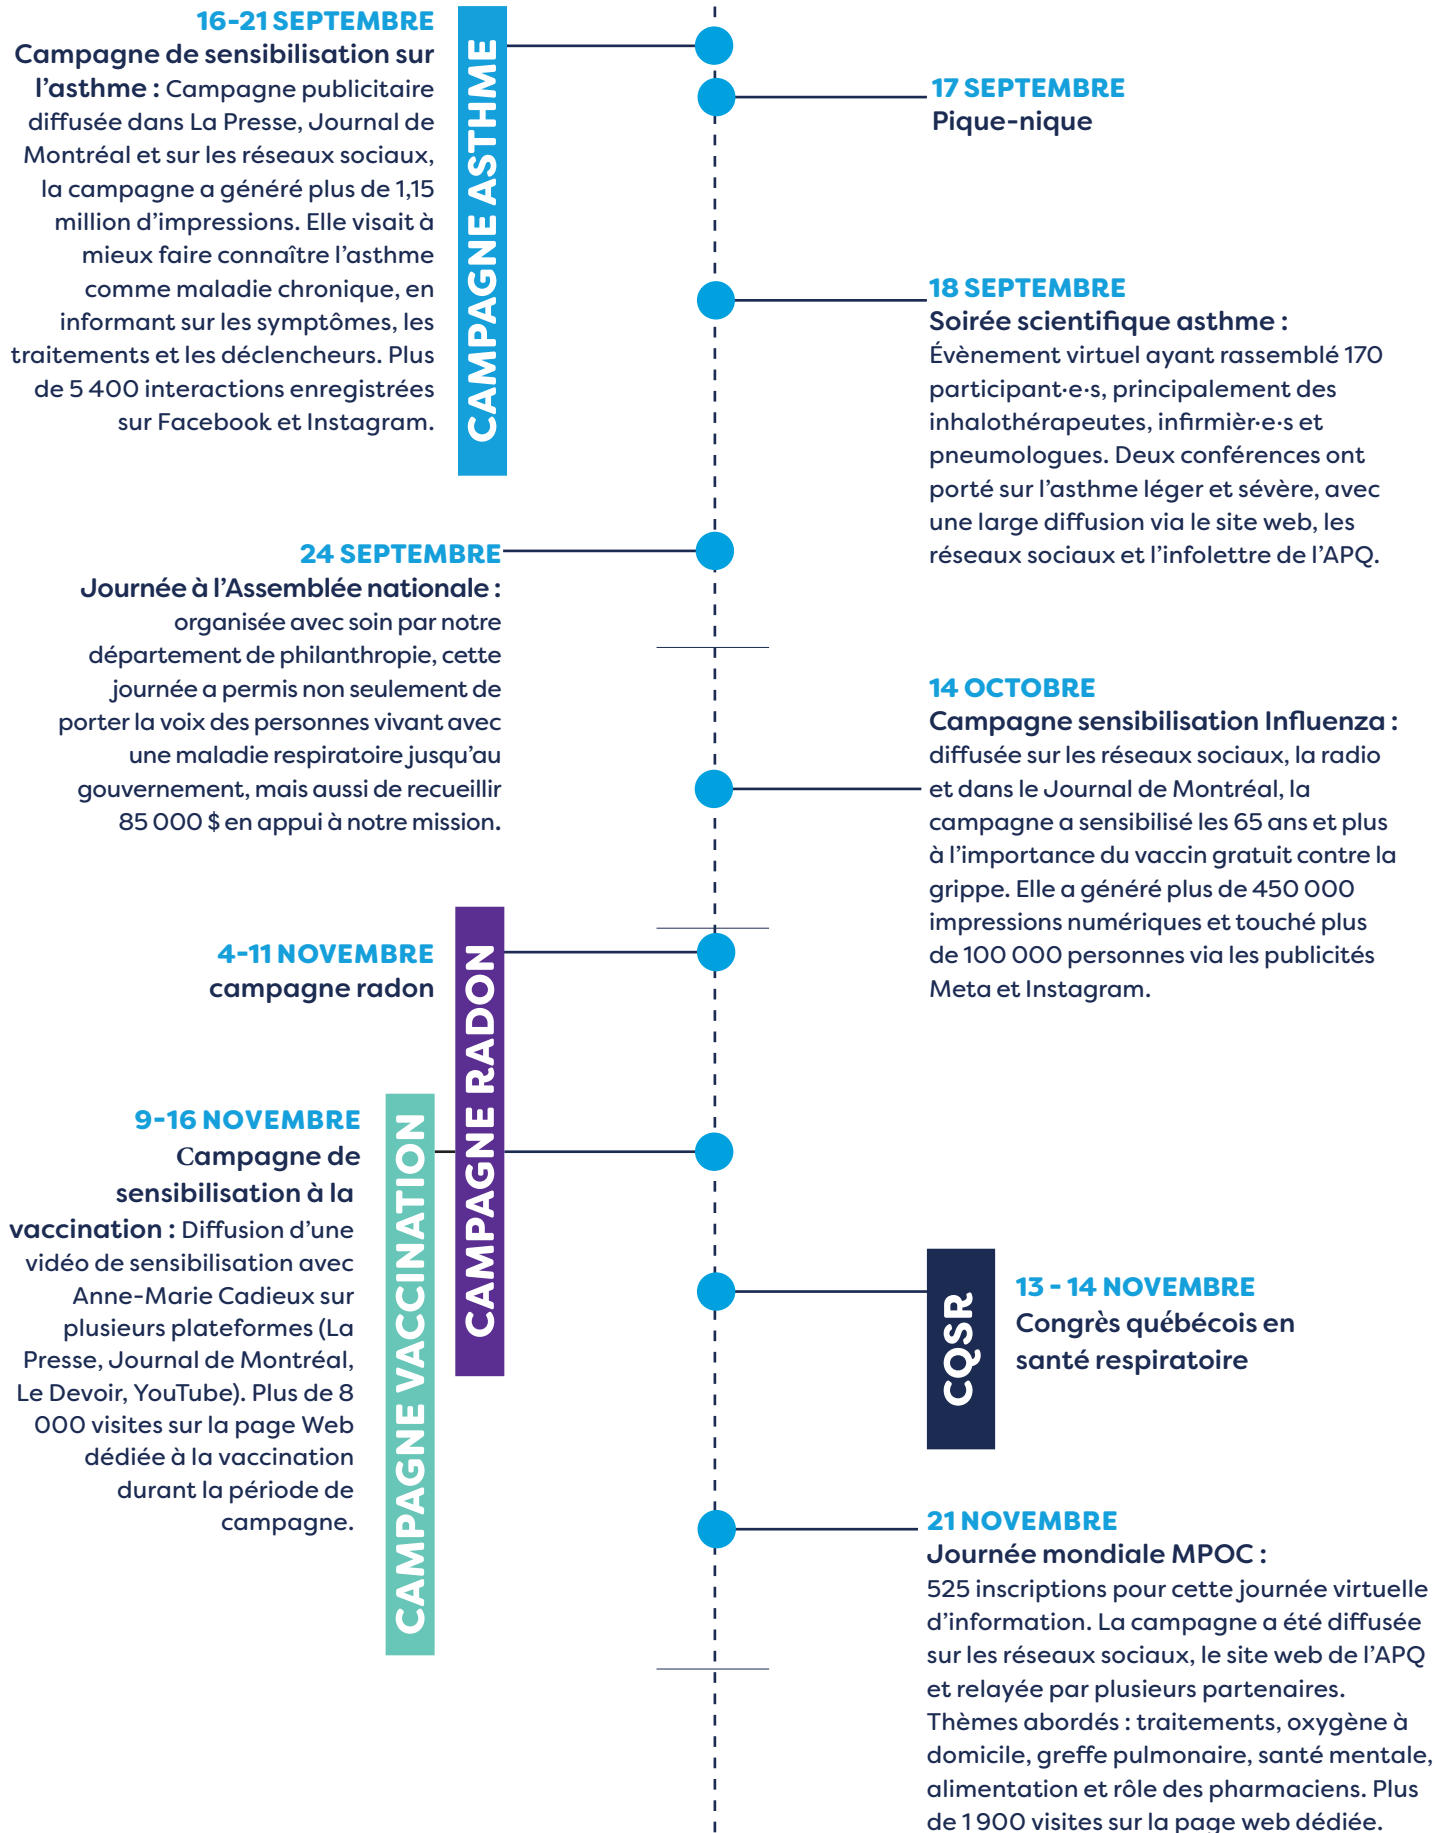 16-21 SEPTEMBRE
Campagne de sensibilisation sur
l’asthme : Campagne publicitaire
diffusée dans La Presse, Journal de
Montréal et sur les réseaux sociaux,
la campagne a généré plus de 1,15
million d’impressions. Elle visait à
mieux faire connaître l’asthme
comme maladie chronique, en
informant sur les symptômes, les
traitements et les déclencheurs. Plus
de 5 400 interactions enregistrées
sur Facebook et Instagram.
CAMPAGNE ASTHME
17 SEPTEMBRE
Pique-nique
18 SEPTEMBRE
Soirée scientifique asthme :
Évènement virtuel ayant rassemblé 170
participant·e·s, principalement des
inhalothérapeutes, infirmièr·e·s et
pneumologues. Deux conférences ont
porté sur l’asthme léger et sévère, avec
une large diffusion via le site web, les
réseaux sociaux et l’infolettre de l’APQ.
24 SEPTEMBRE
Journée à l’Assemblée nationale :
organisée avec soin par notre
département de philanthropie, cette
journée a permis non seulement de
porter la voix des personnes vivant avec
une maladie respiratoire jusqu’au
gouvernement, mais aussi de recueillir
85 000 $ en appui à notre mission.
14 OCTOBRE
Campagne sensibilisation Influenza :
diffusée sur les réseaux sociaux, la radio
et dans le Journal de Montréal, la
campagne a sensibilisé les 65 ans et plus
à l’importance du vaccin gratuit contre la
grippe. Elle a généré plus de 450 000
impressions numériques et touché plus
de 100 000 personnes via les publicités
Meta et Instagram.
4-11 NOVEMBRE
campagne radon
CAMPAGNE RADON
9-16 NOVEMBRE
Campagne de
sensibilisation à la
vaccination : Diffusion d’une
vidéo de sensibilisation avec
Anne-Marie Cadieux sur
plusieurs plateformes (La
Presse, Journal de Montréal,
Le Devoir, YouTube). Plus de 8
000 visites sur la page Web
dédiée à la vaccination
durant la période de
campagne.
CAMPAGNE VACCINATION
CQSR
13 - 14 NOVEMBRE
Congrès québécois en
santé respiratoire
21 NOVEMBRE
Journée mondiale MPOC :
525 inscriptions pour cette journée virtuelle
d’information. La campagne a été diffusée
sur les réseaux sociaux, le site web de l’APQ
et relayée par plusieurs partenaires.
Thèmes abordés : traitements, oxygène à
domicile, greffe pulmonaire, santé mentale,
alimentation et rôle des pharmaciens. Plus
de 1 900 visites sur la page web dédiée.